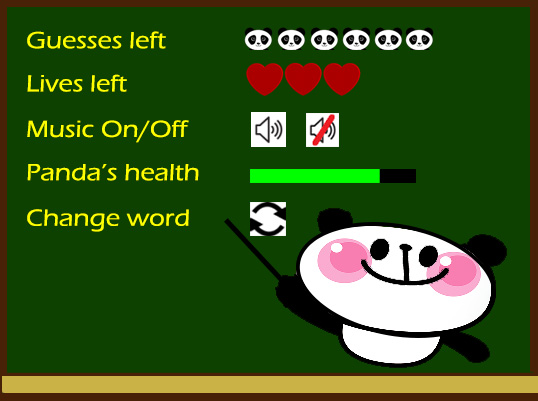 Guesses left
Lives left
Music On/Off
Panda's health
Change word